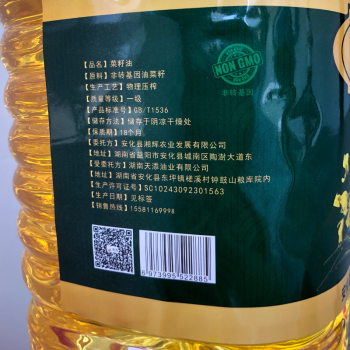 【品名】菜籽油
【原料】非转基因油菜籽
【生产工艺】物理压榨
【质量等级】一级
【产品标准号】GB/T1536
【储存方法】储存于阴凉干燥处
【保质期】18个月
【委托方】安化县湘辉农业发展有限公司
【地址】湖南省益阳市安化县城南区陶澍大道东
【受委托方】湖南天添油业有限公司
【地址】湖南省安化县东坪镇槎溪村钟鼓山粮库院内
【生产许可证号】SC10243092301563
【生产日期】见标签
【销售热线】15581169998
6973995922885
NON GMO
非转基因